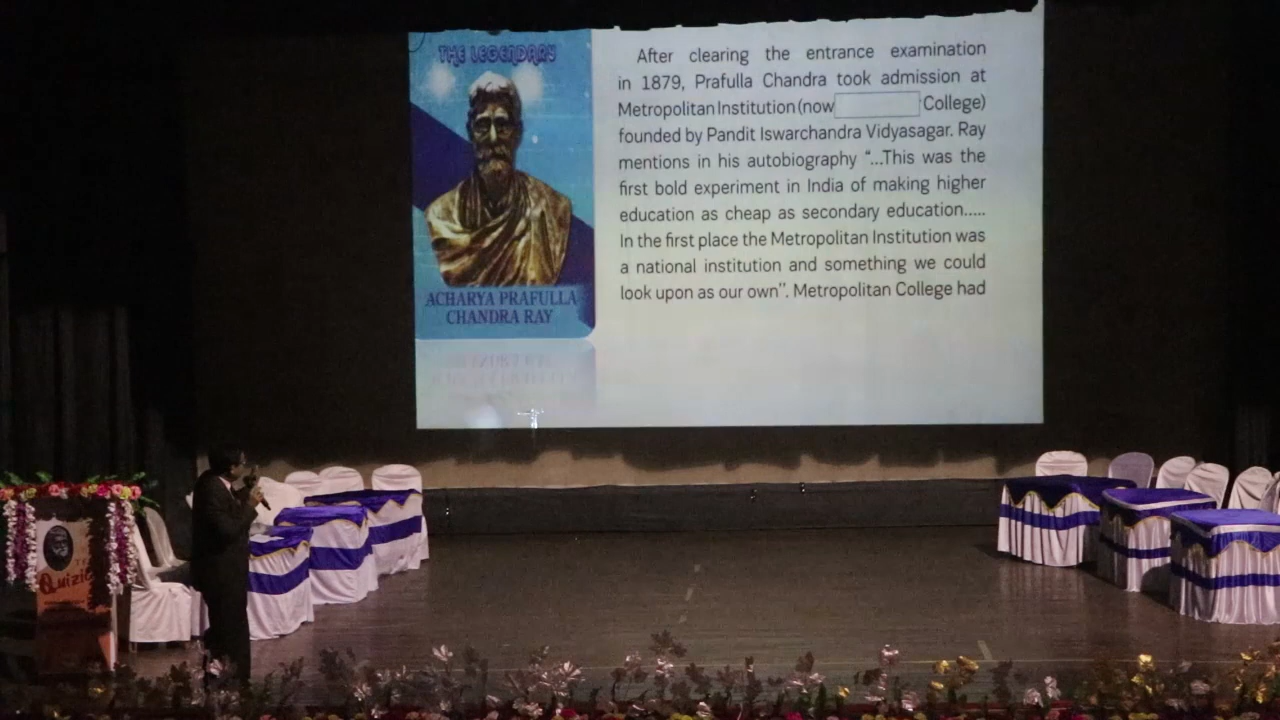 THE LEGENDARY
ACHARYA PRAFULLA
CHANDRA RAY
After clearing the entrance examination
in 1879, Prafulla Chandra took admission at
Metropolitan Institution (now College)
founded by Pandit Iswarchandra Vidyasagar. Ray
mentions in his autobiography “...This was the
first bold experiment in India of making higher
education as cheap as secondary education.....
In the first place the Metropolitan Institution was
a national institution and something we could
look upon as our own”. Metropolitan College had